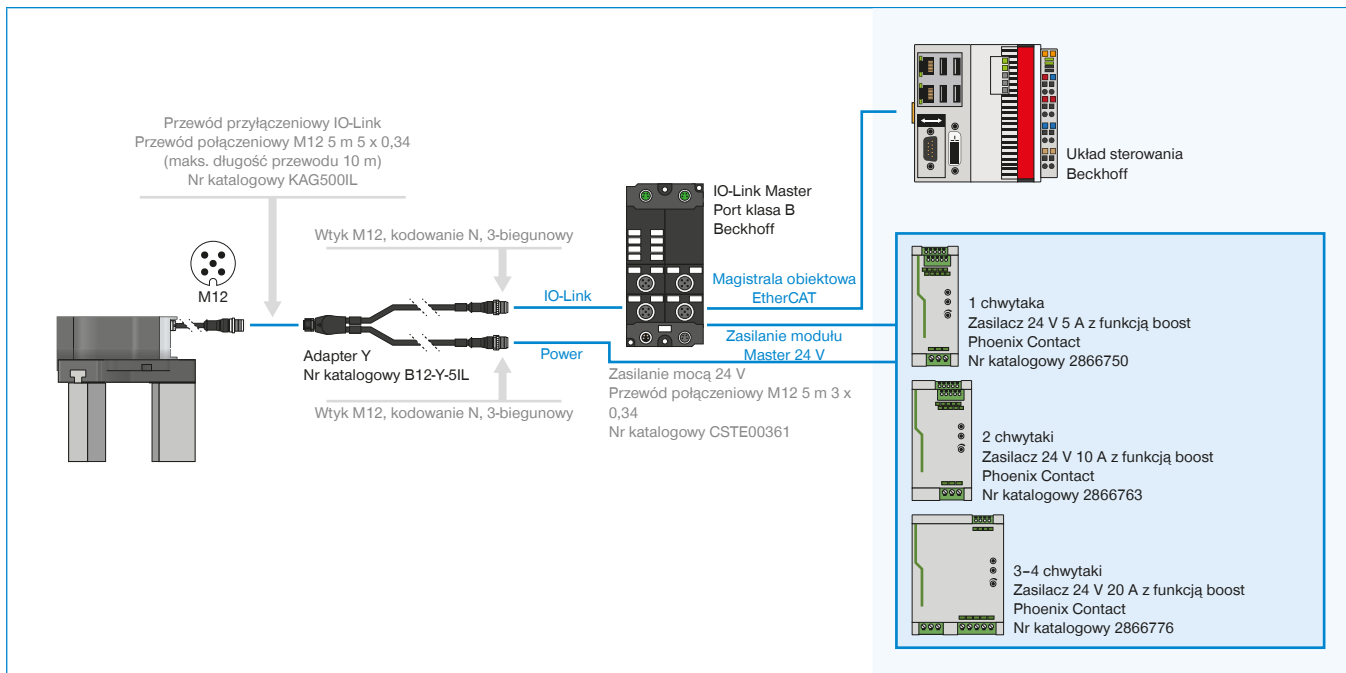 Przewód przyłączeniowy IO-Link
Przewód połączeniowy M12 5 m 5 x 0,34
(maks. długość przewodu 10 m)
Nr katalogowy KAG500IL
M12
Wtyk M12, kodowanie N, 3-biegunowy
Adapter Y
Nr katalogowy B12-Y-5IL
Wtyk M12, kodowanie N, 3-biegunowy
IO-Link
Power
IO-Link Master
Port klasa B
Beckhoff
Magistrala obiektowa
EtherCAT
Zasilanie modułu
Master 24 V
Zasilanie mocą 24 V
Przewód połączeniowy M12 5 m 3 x
0,34
Nr katalogowy CSTE00361
Układ sterowania
Beckhoff
1 chwytaka
Zasilacz 24 V 5 A z funkcją boost
Phoenix Contact
Nr katalogowy 2866750
2 chwytaki
Zasilacz 24 V 10 A z funkcją boost
Phoenix Contact
Nr katalogowy 2866763
3–4 chwytaki
Zasilacz 24 V 20 A z funkcją boost
Phoenix Contact
Nr katalogowy 2866776